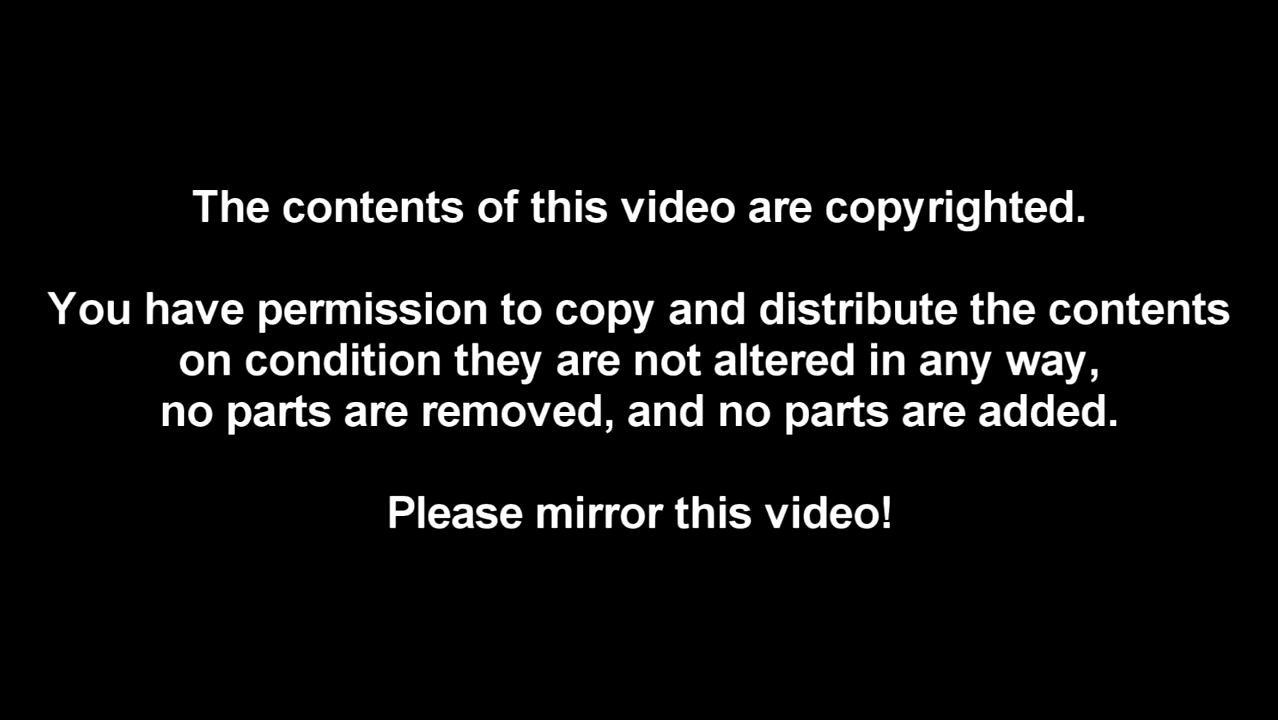 The contents of this video are copyrighted.
You have permission to copy and distribute the contents
on condition they are not altered in any way,
no parts are removed, and no parts are added.
Please mirror this video!